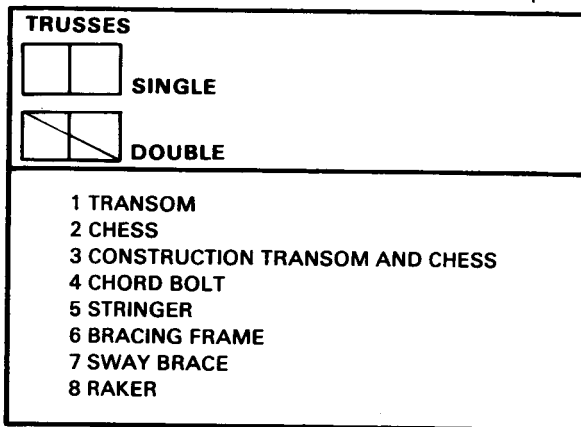 TRUSSES
SINGLE
DOUBLE
1 TRANSOM
2 CHESS
3 CONSTRUCTION TRANSOM AND CHESS
4 CHORD BOLT
5 STRINGER
6 BRACING FRAME
7 SWAY BRACE
8 RAKER